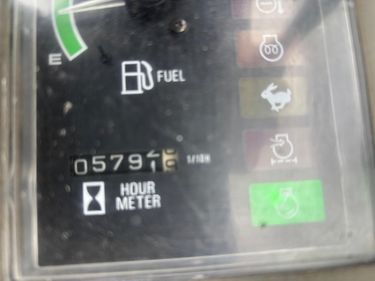 E
FUEL
0579
1/10H
HOUR
METER